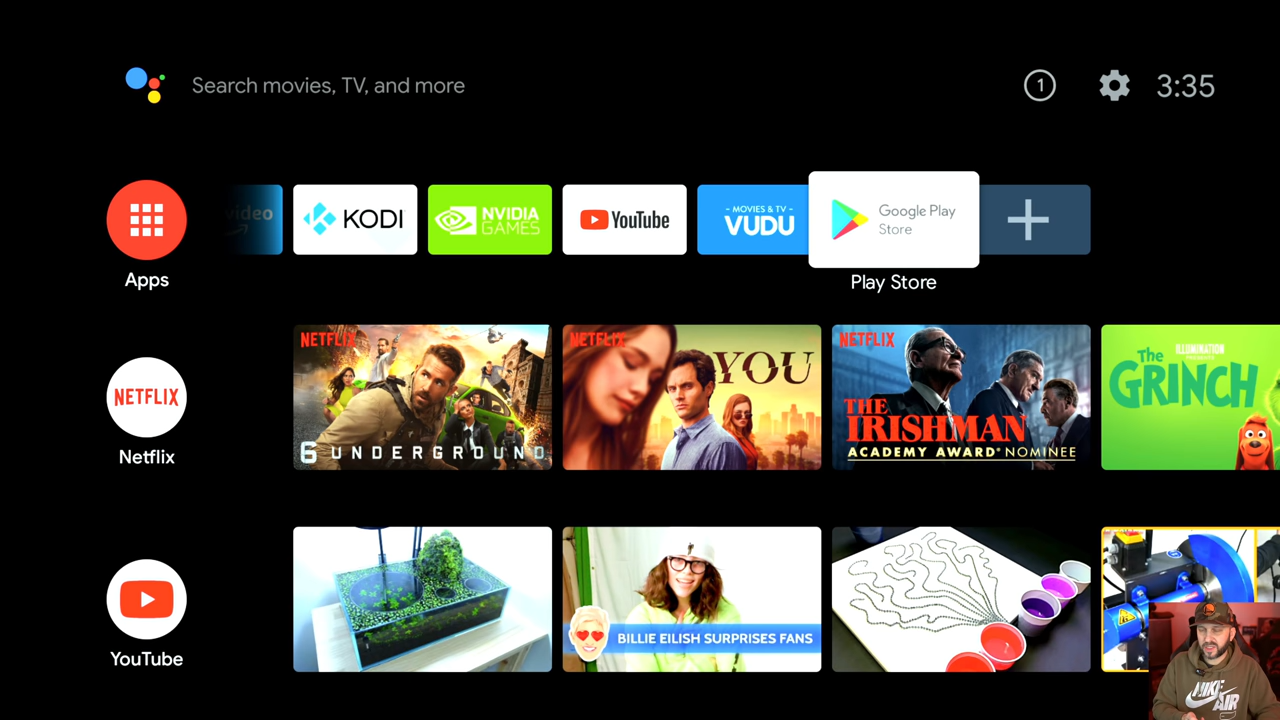 Search movies, TV, and more
1
3:35
video
KODI
NVIDIA
GAMES
YouTube
- MOVIES & TV -
VUDU
Google Play
Store
Apps
Play Store
NETFLIX
6 UNDERGROUND
NETFLIX
YOU
NETFLIX
THE
IRISHMAN
ACADEMY AWARD® NOMINEE
ILLUMINATION
PRESENTS
The
GRINCH
NETFLIX
Netflix
BILLIE EILISH SURPRISES FANS
YouTube
NIKE
AIR